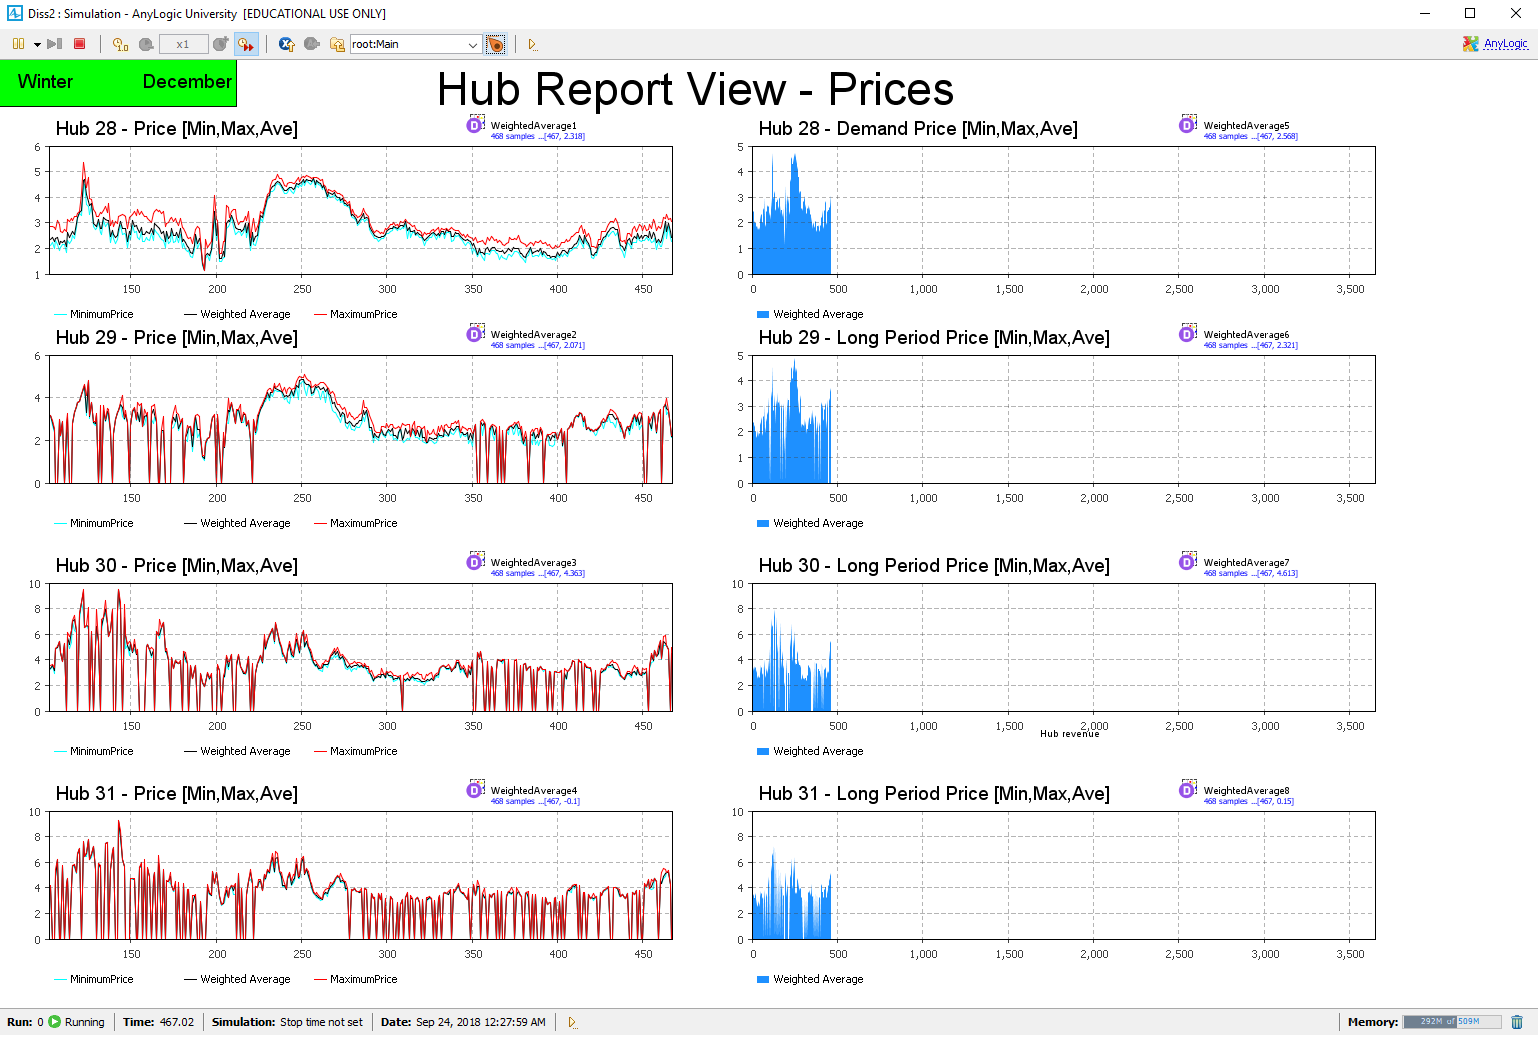 Diss2 : Simulation - AnyLogic University [EDUCATIONAL USE ONLY]
x1
root:Main
AnyLogic
Winter December
Hub Report View - Prices
Hub 28 - Price [Min,Max,Ave]
WeightedAverage1
468 samples ...[467, 2.318]
6
5
4
3
2
1
150 200 250 300 350 400 450
MinimumPrice Weighted Average MaximumPrice
Hub 28 - Demand Price [Min,Max,Ave]
WeightedAverage5
468 samples ...[467, 2.568]
5
4
3
2
1
0
0 500 1,000 1,500 2,000 2,500 3,000 3,500
Weighted Average
Hub 29 - Price [Min,Max,Ave]
WeightedAverage2
468 samples ...[467, 2.071]
6
4
2
0
150 200 250 300 350 400 450
MinimumPrice Weighted Average MaximumPrice
Hub 29 - Long Period Price [Min,Max,Ave]
WeightedAverage6
468 samples ...[467, 2.321]
5
4
3
2
1
0
0 500 1,000 1,500 2,000 2,500 3,000 3,500
Weighted Average
Hub 30 - Price [Min,Max,Ave]
WeightedAverage3
468 samples ...[467, 4.363]
10
8
6
4
2
0
150 200 250 300 350 400 450
MinimumPrice Weighted Average MaximumPrice
Hub 30 - Long Period Price [Min,Max,Ave]
WeightedAverage7
468 samples ...[467, 4.613]
10
8
6
4
2
0
0 500 1,000 1,500 2,000 2,500 3,000 3,500
Hub revenue
Weighted Average
Hub 31 - Price [Min,Max,Ave]
WeightedAverage4
468 samples ...[467, -0.1]
10
8
6
4
2
0
150 200 250 300 350 400 450
MinimumPrice Weighted Average MaximumPrice
Hub 31 - Long Period Price [Min,Max,Ave]
WeightedAverage8
468 samples ...[467, 0.15]
10
8
6
4
2
0
0 500 1,000 1,500 2,000 2,500 3,000 3,500
Weighted Average
Run: 0 Running Time: 467.02 Simulation: Stop time not set Date: Sep 24, 2018 12:27:59 AM Memory: 292M of 509M